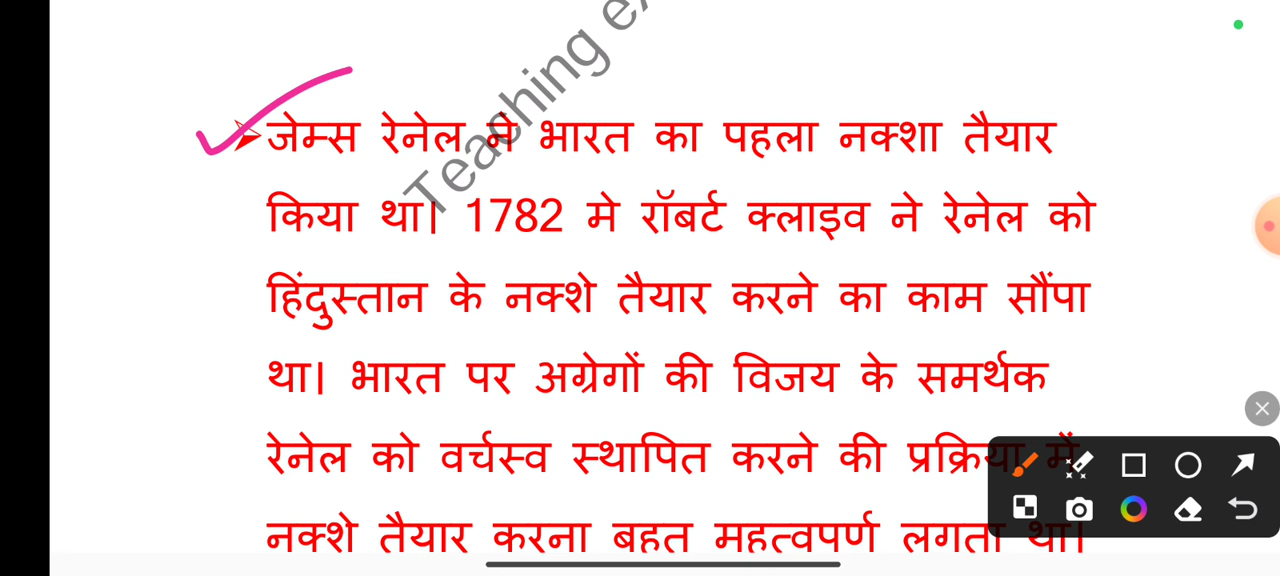 Teaching
जेम्स रेनेल ने भारत का पहला नक्शा तैयार
किया था। 1782 मे रॉबर्ट क्लाइव ने रेनेल को
हिंदुस्तान के नक्शे तैयार करने का काम सौंपा
था। भारत पर अग्रेगों की विजय के समर्थक
रेनेल को वर्चस्व स्थापित करने की प्रक्रिया में
नक्शे तैयार करना बहुत महत्वपूर्ण लगता था।